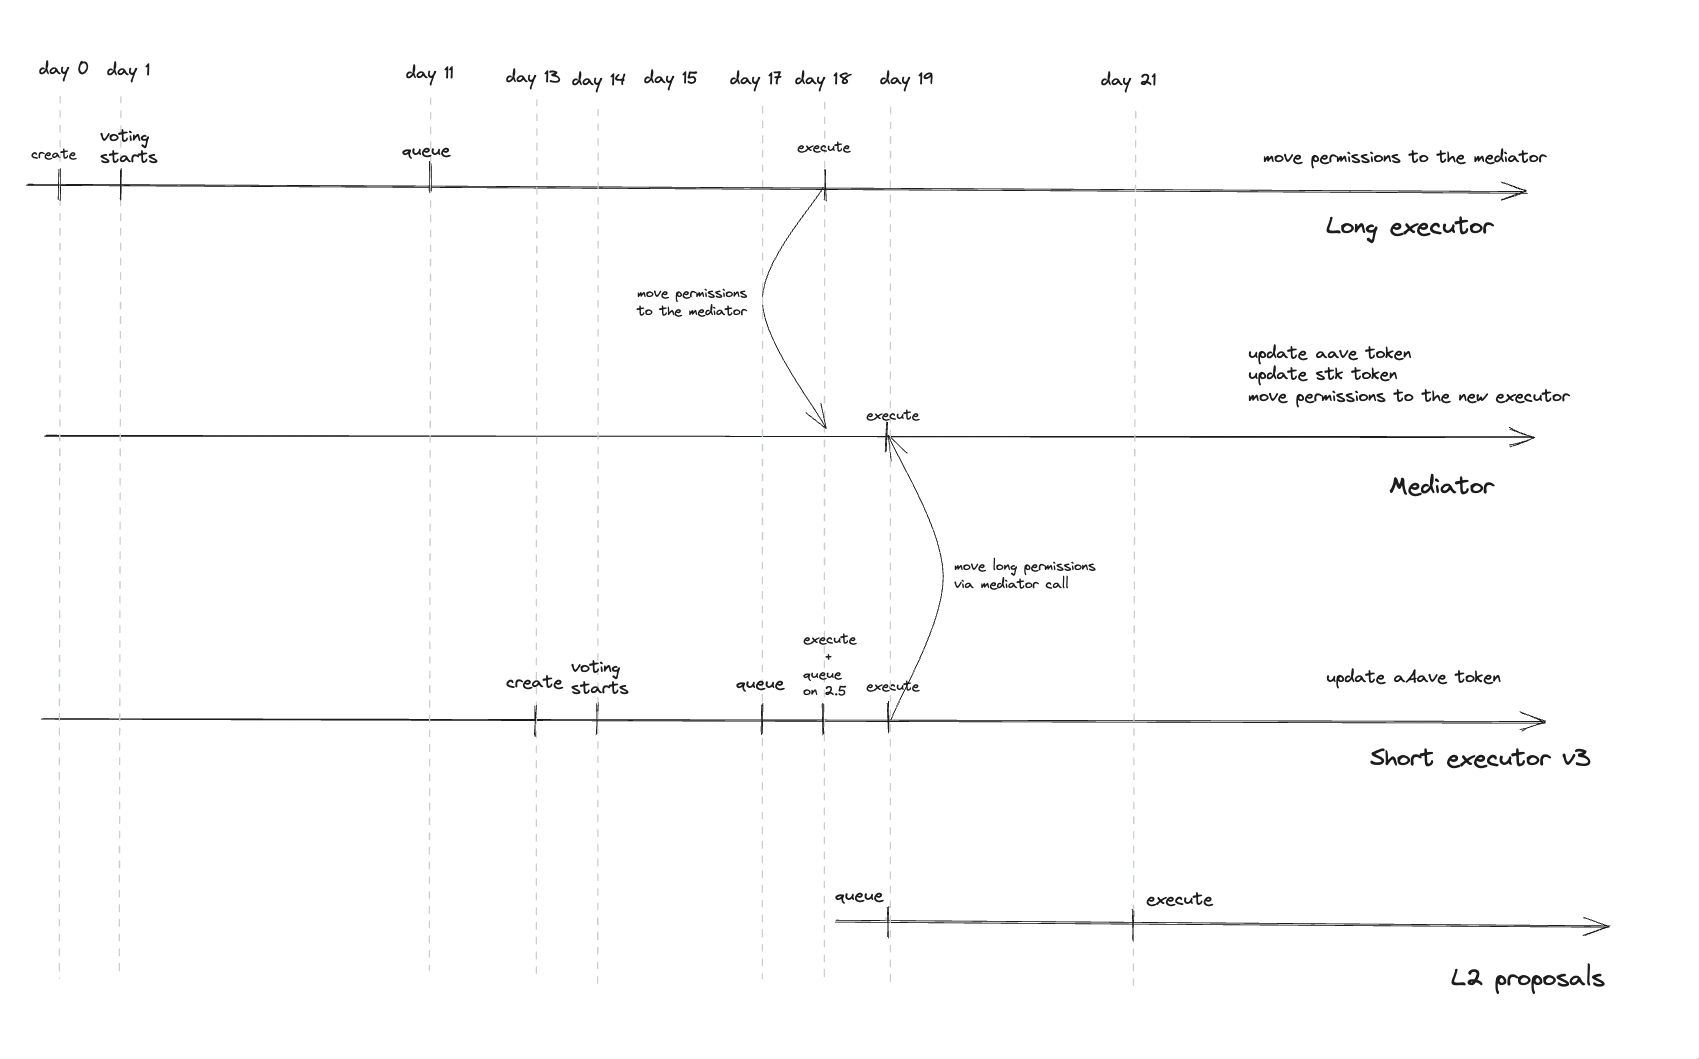 day 0 day 1 day 11 day 13 day 14 day 15 day 17 day 18 day 19 day 21
create
voting
starts
queue
execute
move permissions to the mediator
Long executor
move permissions
to the mediator
update aave token
update stk token
move permissions to the new executor
execute
Mediator
move long permissions
via mediator call
create
voting
starts
queue
execute
+
queue
on 2.5
execute
update aAave token
Short executor v3
queue
execute
L2 proposals